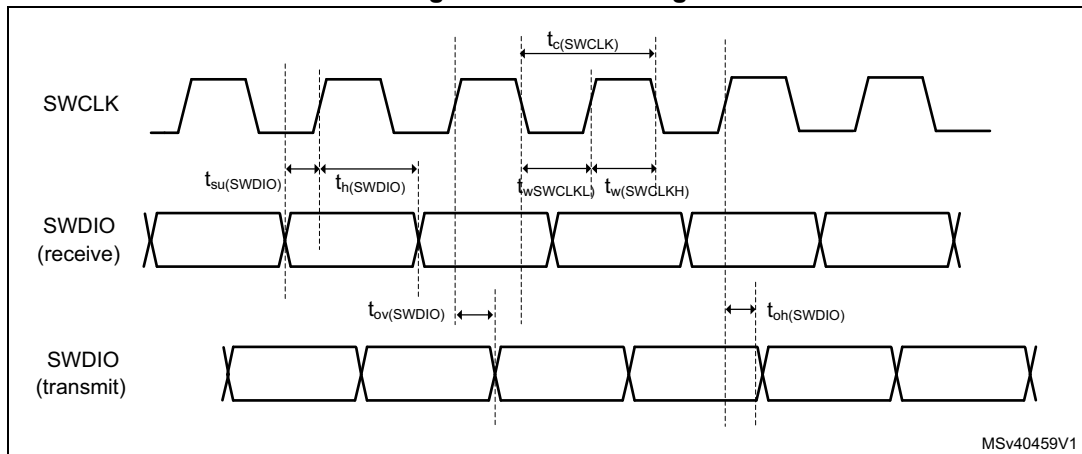 tc(SWCLK)
SWCLK
tsu(SWDIO) th(SWDIO) twSWCLKL) tw(SWCLKH)
SWDIO
(receive)
tov(SWDIO) toh(SWDIO)
SWDIO
(transmit)
MSv40459V1